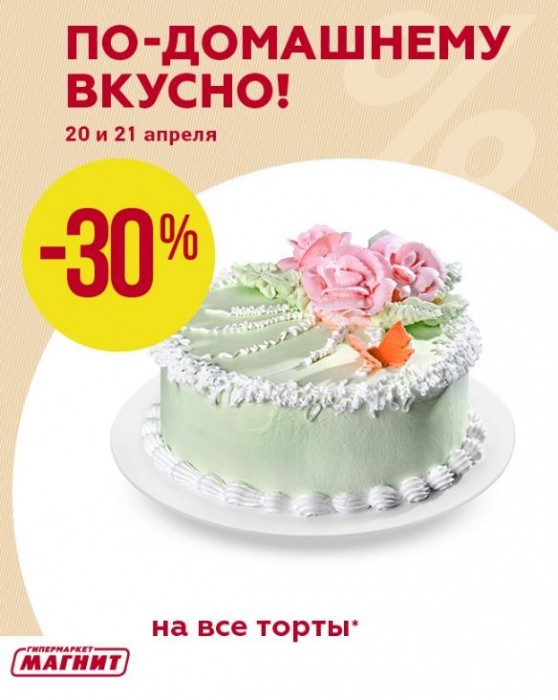 ПО-ДОМАШНЕМУ
ВКУСНО!
20 и 21 апреля
-30%
на все торты*
ГИПЕРМАРКЕТ
МАГНИТ